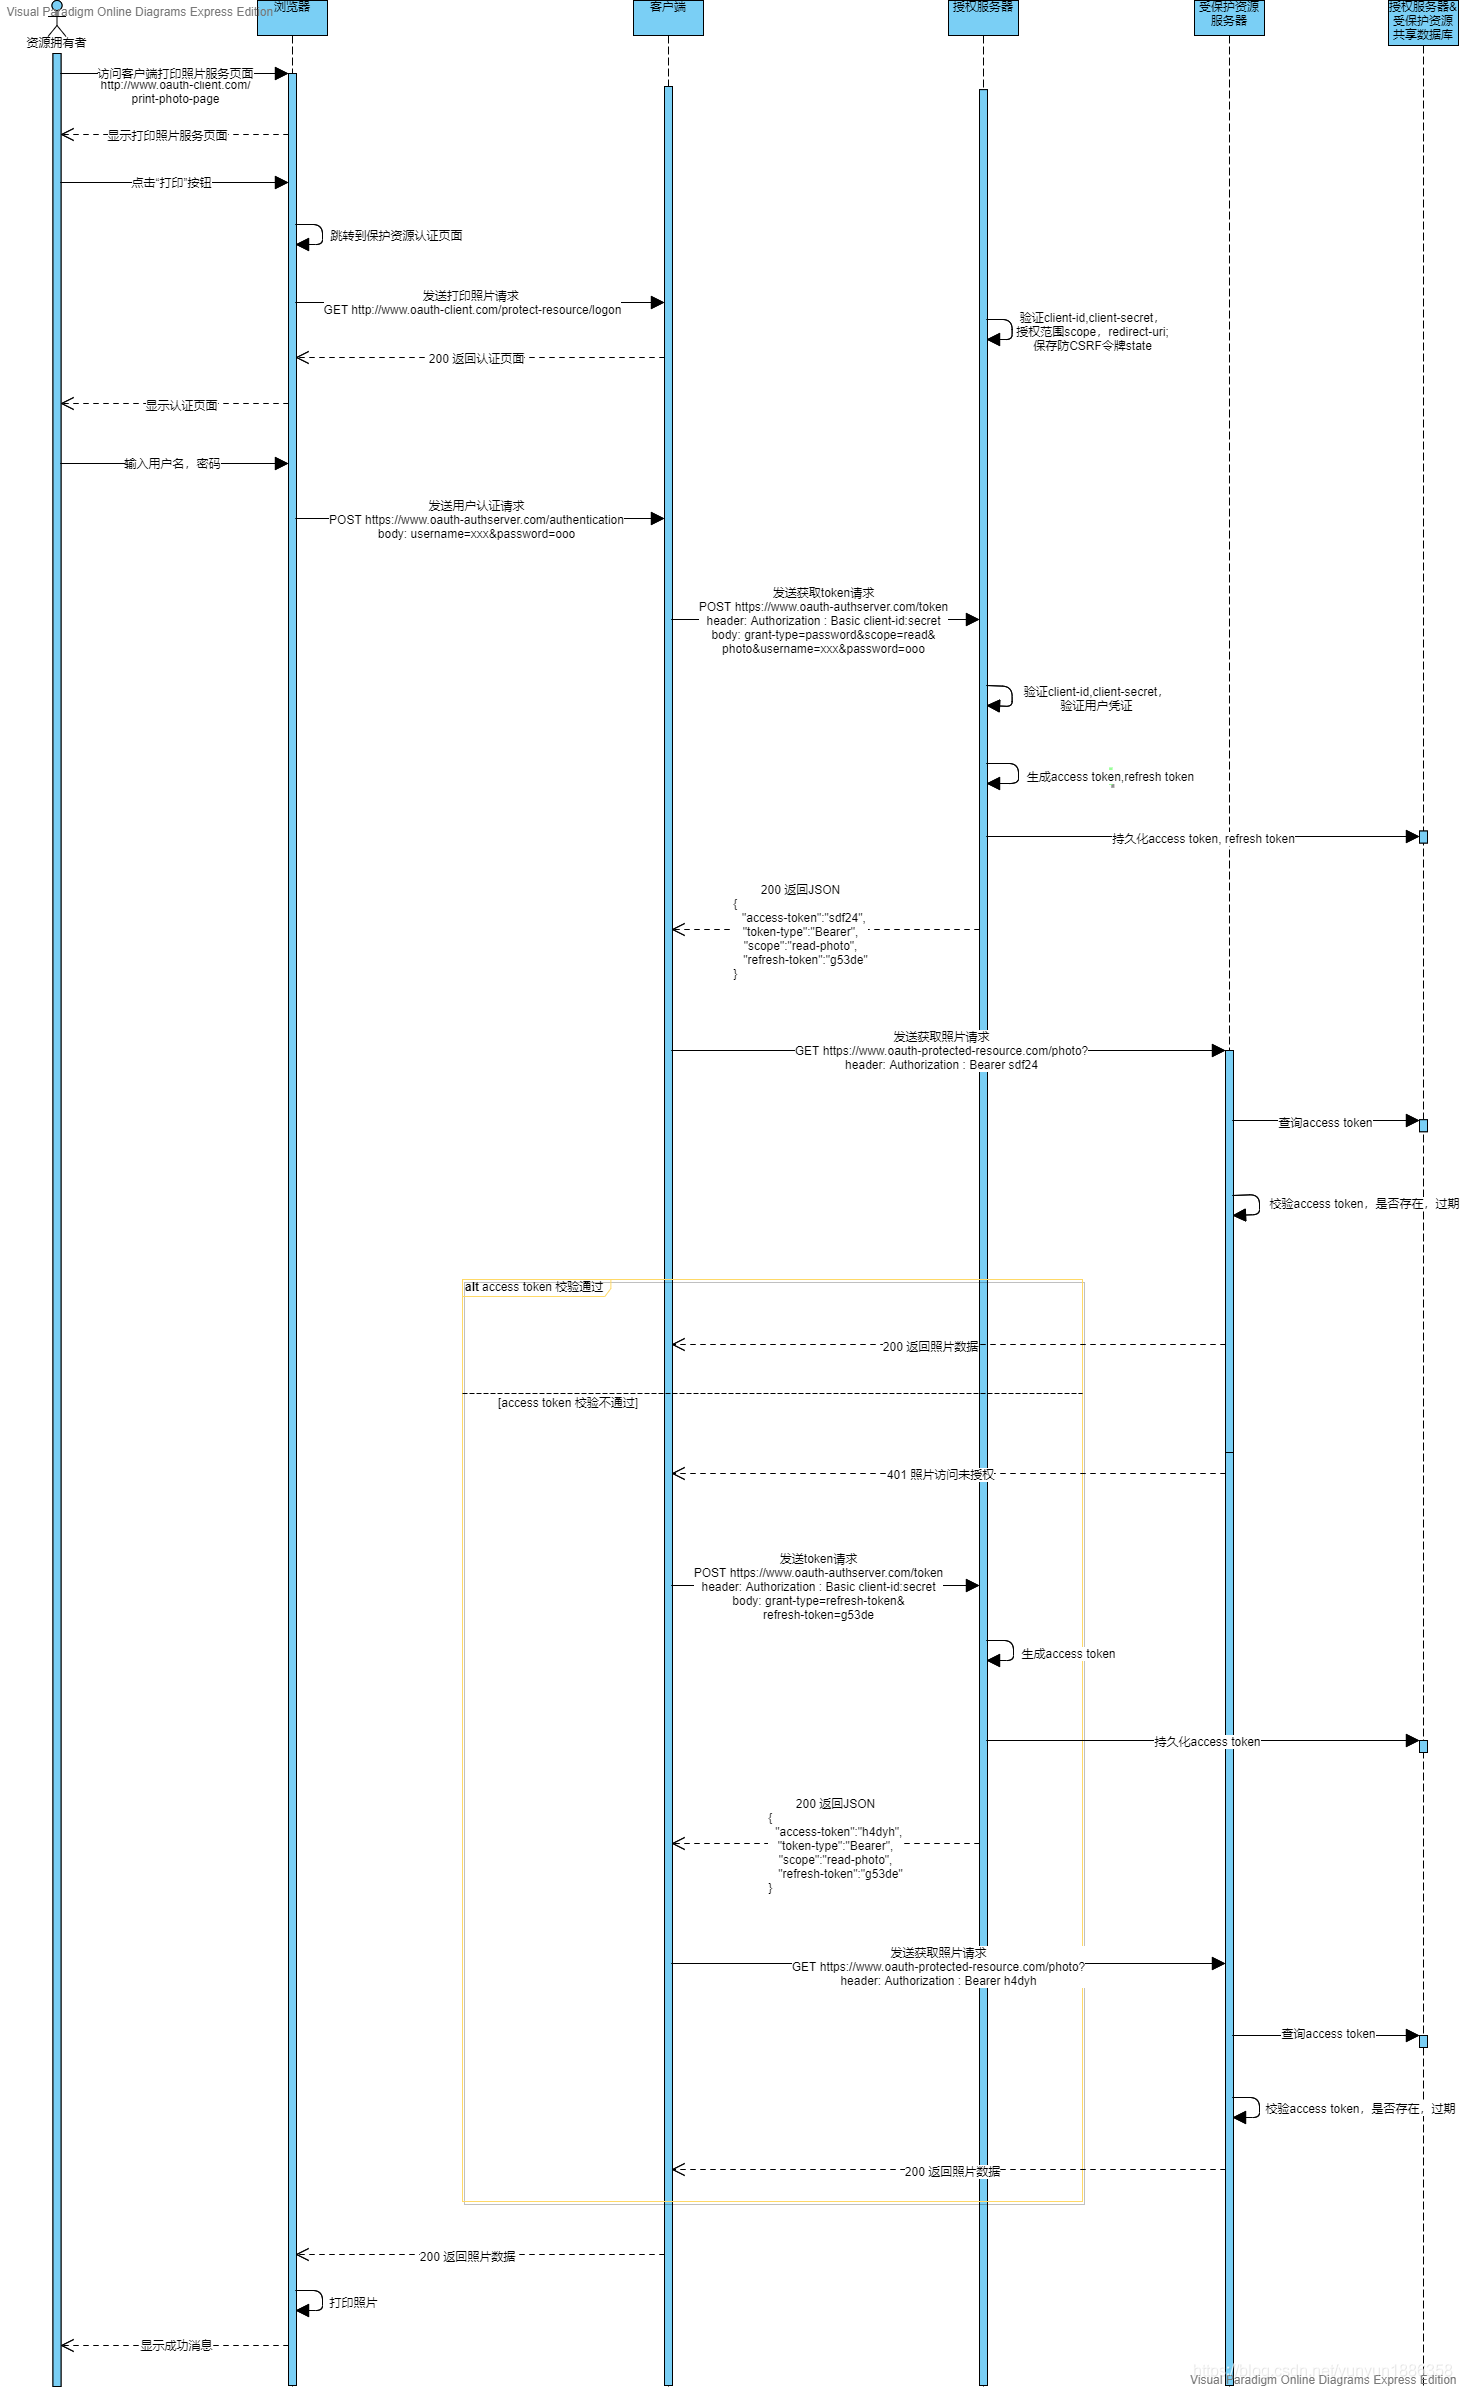 Visual Paradigm Online Diagrams Express Edition
资源拥有者
浏览器
客户端
授权服务器
受保护资源
服务器
授权服务器&
受保护资源
共享数据库
访问客户端打印照片服务页面
http://www.oauth-client.com/
print-photo-page
显示打印照片服务页面
点击“打印”按钮
跳转到保护资源认证页面
发送打印照片请求
GET http://www.oauth-client.com/protect-resource/logon
验证client-id,client-secret,
授权范围scope，redirect-uri;
保存防CSRF令牌state
200 返回认证页面
显示认证页面
输入用户名，密码
发送用户认证请求
POST https://www.oauth-authserver.com/authentication
body: username=xxx&password=ooo
发送获取token请求
POST https://www.oauth-authserver.com/token
header: Authorization : Basic client-id:secret
body: grant-type=password&scope=read&
photo&username=xxx&password=ooo
验证client-id,client-secret,
验证用户凭证
生成access token,refresh token
持久化access token, refresh token
200 返回JSON
{
"access-token":"sdf24",
"token-type":"Bearer",
"scope":"read-photo",
"refresh-token":"g53de"
}
发送获取照片请求
GET https://www.oauth-protected-resource.com/photo?
header: Authorization : Bearer sdf24
查询access token
校验access token，是否存在，过期
alt access token 校验通过
200 返回照片数据
[access token 校验不通过]
401 照片访问未授权
发送token请求
POST https://www.oauth-authserver.com/token
header: Authorization : Basic client-id:secret
body: grant-type=refresh-token&
refresh-token=g53de
生成access token
持久化access token
200 返回JSON
{
"access-token":"h4dyh",
"token-type":"Bearer",
"scope":"read-photo",
"refresh-token":"g53de"
}
发送获取照片请求
GET https://www.oauth-protected-resource.com/photo?
header: Authorization : Bearer h4dyh
查询access token
校验access token，是否存在，过期
200 返回照片数据
200 返回照片数据
打印照片
显示成功消息
Visual Paradigm Online Diagrams Express Edition